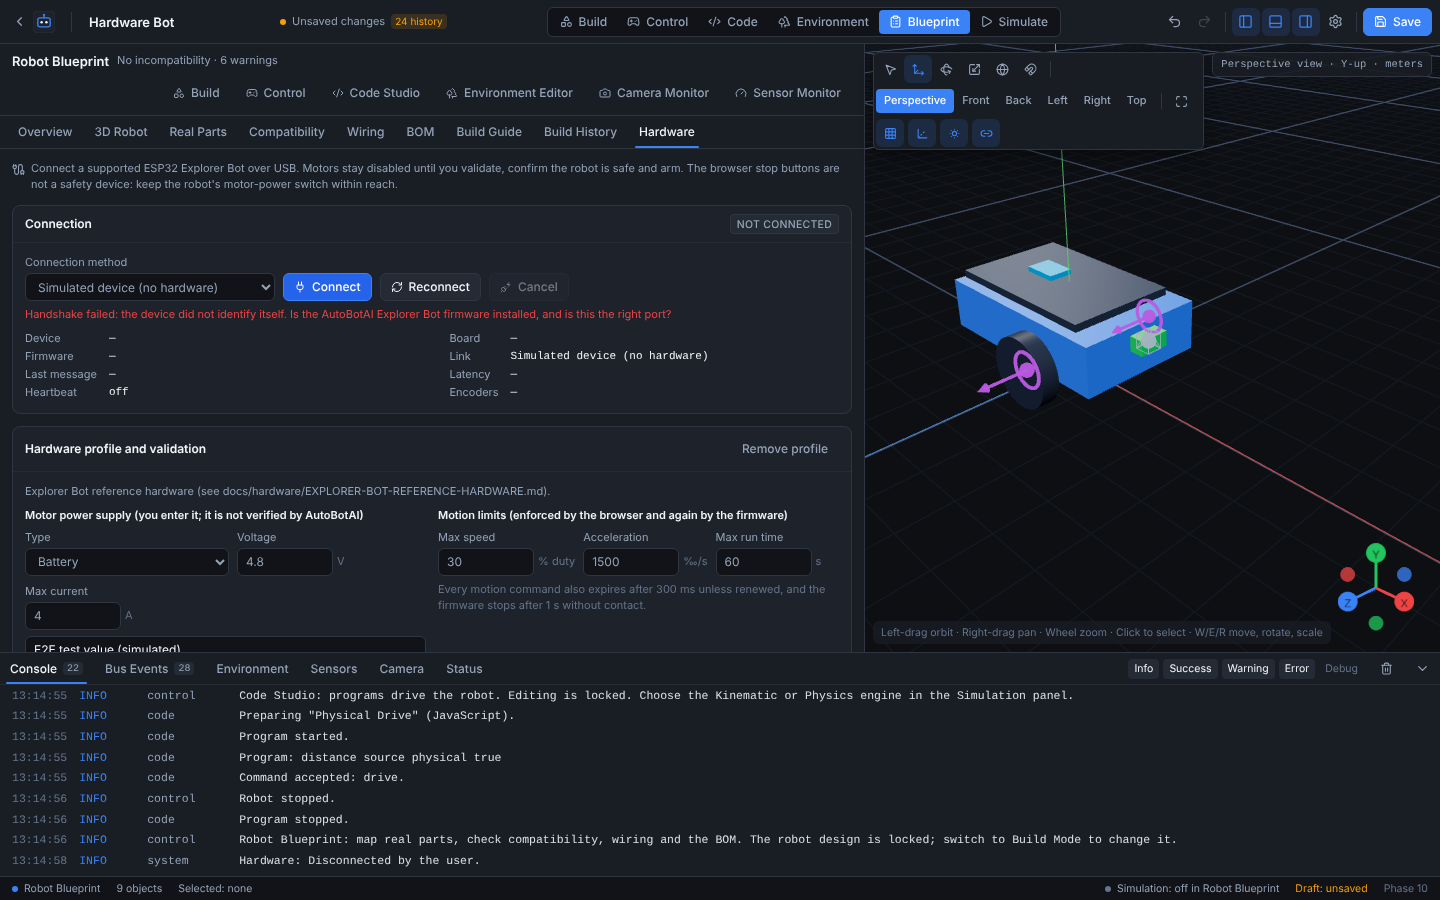 Hardware Bot
Unsaved changes 24 history
Build Control Code Environment Blueprint Simulate
Save
Robot Blueprint No incompatibility · 6 warnings
Build Control Code Studio Environment Editor Camera Monitor Sensor Monitor
Overview 3D Robot Real Parts Compatibility Wiring BOM Build Guide Build History Hardware
Connect a supported ESP32 Explorer Bot over USB. Motors stay disabled until you validate, confirm the robot is safe and arm. The browser stop buttons are
not a safety device: keep the robot's motor-power switch within reach.
Connection NOT CONNECTED
Connection method
Simulated device (no hardware) Connect Reconnect Cancel
Handshake failed: the device did not identify itself. Is the AutoBotAI Explorer Bot firmware installed, and is this the right port?
Device — Board —
Firmware — Link Simulated device (no hardware)
Last message — Latency —
Heartbeat off Encoders —
Hardware profile and validation Remove profile
Explorer Bot reference hardware (see docs/hardware/EXPLORER-BOT-REFERENCE-HARDWARE.md).
Motor power supply (you enter it; it is not verified by AutoBotAI) Motion limits (enforced by the browser and again by the firmware)
Type Voltage Max speed Acceleration Max run time
Battery 4.8 V 30 % duty 1500 ‰/s 60 s
Every motion command also expires after 300 ms unless renewed, and the
firmware stops after 1 s without contact.
Max current
4 A
E2E test value (simulated)
Perspective view · Y-up · meters
Perspective Front Back Left Right Top
Y
Z X
Left-drag orbit · Right-drag pan · Wheel zoom · Click to select · W/E/R move, rotate, scale
Console 22 Bus Events 28 Environment Sensors Camera Status Info Success Warning Error Debug
13:14:55 INFO control Code Studio: programs drive the robot. Editing is locked. Choose the Kinematic or Physics engine in the Simulation panel.
13:14:55 INFO code Preparing "Physical Drive" (JavaScript).
13:14:55 INFO code Program started.
13:14:55 INFO code Program: distance source physical true
13:14:55 INFO code Command accepted: drive.
13:14:56 INFO control Robot stopped.
13:14:56 INFO code Program stopped.
13:14:56 INFO control Robot Blueprint: map real parts, check compatibility, wiring and the BOM. The robot design is locked; switch to Build Mode to change it.
13:14:58 INFO system Hardware: Disconnected by the user.
Robot Blueprint 9 objects Selected: none Simulation: off in Robot Blueprint Draft: unsaved Phase 10